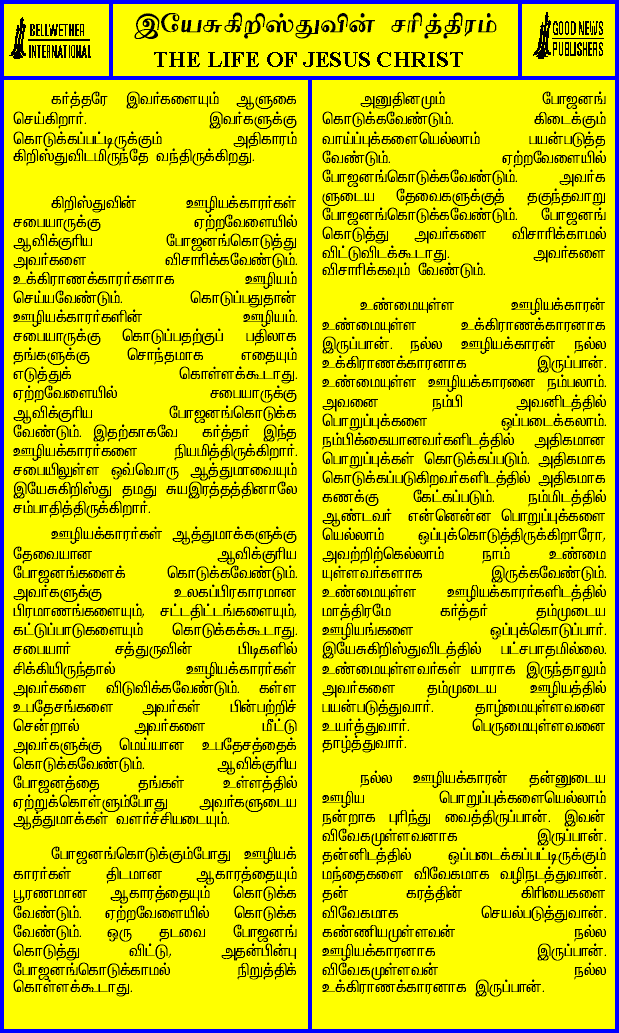 BELLWETHER
INTERNATIONAL
இயேசுகிறிஸ்துவின் சரித்திரம்
THE LIFE OF JESUS CHRIST
GOOD NEWS
PUBLISHERS
கர்த்தரே இவர்களையும் ஆளுகை
செய்கிறார். இவர்களுக்கு
கொடுக்கப்பட்டிருக்கும் அதிகாரம்
கிறிஸ்துவிடமிருந்தே வந்திருக்கிறது.
கிறிஸ்துவின் ஊழியக்காரர்கள்
சபையாருக்கு ஏற்றவேளையில்
ஆவிக்குரிய போஜனங்கொடுத்து
அவர்களை விசாரிக்கவேண்டும்.
உக்கிராணக்காரர்களாக ஊழியம்
செய்யவேண்டும். கொடுப்பதுதான்
ஊழியக்காரர்களின் ஊழியம்.
சபையாருக்கு கொடுப்பதற்குப் பதிலாக
தங்களுக்கு சொந்தமாக எதையும்
எடுத்துக் கொள்ளக்கூடாது.
ஏற்றவேளையில் சபையாருக்கு
ஆவிக்குரிய போஜனங்கொடுக்க
வேண்டும். இதற்காகவே கர்த்தர் இந்த
ஊழியக்காரர்களை நியமித்திருக்கிறார்.
சபையிலுள்ள ஒவ்வொரு ஆத்துமாவையும்
இயேசுகிறிஸ்து தமது சுயஇரத்தத்தினாலே
சம்பாதித்திருக்கிறார்.
ஊழியக்காரர்கள் ஆத்துமாக்களுக்கு
தேவையான ஆவிக்குரிய
போஜனங்களைக் கொடுக்கவேண்டும்.
அவர்களுக்கு உலகப்பிரகாரமான
பிரமாணங்களையும், சட்டதிட்டங்களையும்,
கட்டுப்பாடுகளையும் கொடுக்கக்கூடாது.
சபையார் சத்துருவின் பிடிகளில்
சிக்கியிருந்தால் ஊழியக்காரர்கள்
அவர்களை விடுவிக்கவேண்டும். கள்ள
உபதேசங்களை அவர்கள் பின்பற்றிச்
சென்றால் அவர்களை மீட்டு
அவர்களுக்கு மெய்யான உபதேசத்தைக்
கொடுக்கவேண்டும். ஆவிக்குரிய
போஜனத்தை தங்கள் உள்ளத்தில்
ஏற்றுக்கொள்ளும்போது அவர்களுடைய
ஆத்துமாக்கள் வளர்ச்சியடையும்.
போஜனங்கொடுக்கும்போது ஊழியக்
காரர்கள் திடமான ஆகாரத்தையும்
பூரணமான ஆகாரத்தையும் கொடுக்க
வேண்டும். ஏற்றவேளையில் கொடுக்க
வேண்டும். ஒரு தடவை போஜனங்
கொடுத்து விட்டு, அதன்பின்பு
போஜனங்கொடுக்காமல் நிறுத்திக்
கொள்ளக்கூடாது.
அனுதினமும் போஜனங்
கொடுக்கவேண்டும். கிடைக்கும்
வாய்ப்புக்களையெல்லாம் பயன்படுத்த
வேண்டும். ஏற்றவேளையில்
போஜனங்கொடுக்கவேண்டும். அவர்க
ளுடைய தேவைகளுக்குத் தகுந்தவாறு
போஜனங்கொடுக்கவேண்டும். போஜனங்
கொடுத்து அவர்களை விசாரிக்காமல்
விட்டுவிடக்கூடாது. அவர்களை
விசாரிக்கவும் வேண்டும்.
உண்மையுள்ள ஊழியக்காரன்
உண்மையுள்ள உக்கிராணக்காரனாக
இருப்பான். நல்ல ஊழியக்காரன் நல்ல
உக்கிராணக்காரனாக இருப்பான்.
உண்மையுள்ள ஊழியக்காரனை நம்பலாம்.
அவனை நம்பி அவனிடத்தில்
பொறுப்புக்களை ஒப்படைக்கலாம்.
நம்பிக்கையானவர்களிடத்தில் அதிகமான
பொறுப்புக்கள் கொடுக்கப்படும். அதிகமாக
கொடுக்கப்படுகிறவர்களிடத்தில் அதிகமாக
கணக்கு கேட்கப்படும். நம்மிடத்தில்
ஆண்டவர் என்னென்ன பொறுப்புக்களை
யெல்லாம் ஒப்புக்கொடுத்திருக்கிறாரோ,
அவற்றிற்கெல்லாம் நாம் உண்மை
யுள்ளவர்களாக இருக்கவேண்டும்.
உண்மையுள்ள ஊழியக்காரர்களிடத்தில்
மாத்திரமே கர்த்தர் தம்முடைய
ஊழியங்களை ஒப்புக்கொடுப்பார்.
இயேசுகிறிஸ்துவிடத்தில் பட்சபாதமில்லை.
உண்மையுள்ளவர்கள் யாராக இருந்தாலும்
அவர்களை தம்முடைய ஊழியத்தில்
பயன்படுத்துவார். தாழ்மையுள்ளவனை
உயர்த்துவார். பெருமையுள்ளவனை
தாழ்த்துவார்.
நல்ல ஊழியக்காரன் தன்னுடைய
ஊழிய பொறுப்புக்களையெல்லாம்
நன்றாக புரிந்து வைத்திருப்பான். இவன்
விவேகமுள்ளவனாக இருப்பான்.
தன்னிடத்தில் ஒப்படைக்கப்பட்டிருக்கும்
மந்தைகளை விவேகமாக வழிநடத்துவான்.
தன் கரத்தின் கிரியைகளை
விவேகமாக செயல்படுத்துவான்.
கண்ணியமுள்ளவன் நல்ல
ஊழியக்காரனாக இருப்பான்.
விவேகமுள்ளவன் நல்ல
உக்கிராணக்காரனாக இருப்பான்.